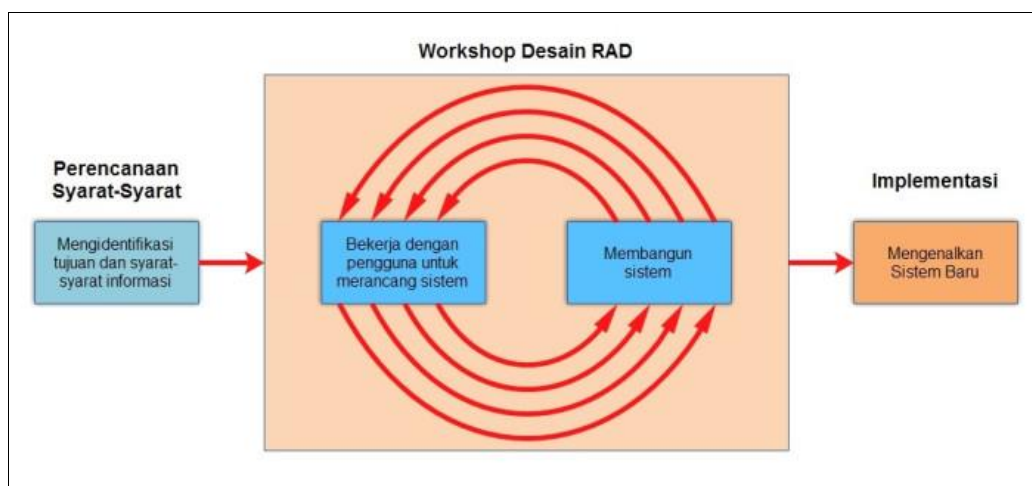 Workshop Desain RAD
Perencanaan
Syarat-Syarat
Mengidentifikasi
tujuan dan syarat-
syarat informasi
Bekerja dengan
pengguna untuk
merancang sistem
Membangun
sistem
Implementasi
Mengenalkan
Sistem Baru